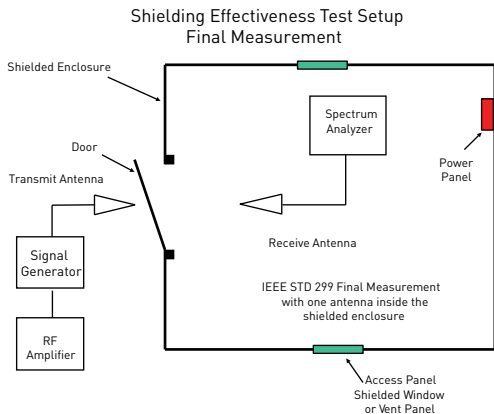 Shielding Effectiveness Test Setup
Final Measurement
Shielded Enclosure
Spectrum
Analyzer
Door
Power
Panel
Transmit Antenna
Receive Antenna
Signal
Generator
IEEE STD 299 Final Measurement
with one antenna inside the
shielded enclosure
RF
Amplifier
Access Panel
Shielded Window
or Vent Panel